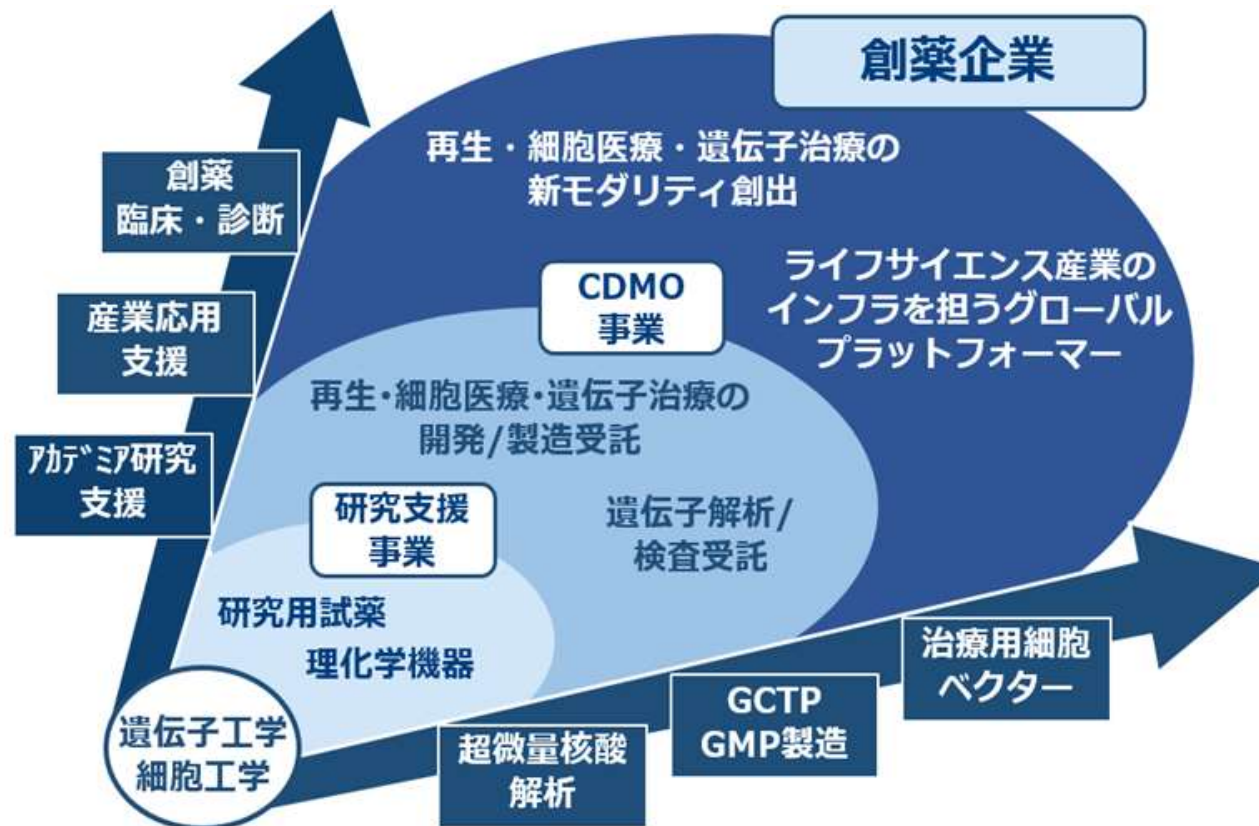 創薬企業
再生・細胞医療・遺伝子治療の
新モダリティ創出
ライフサイエンス産業の
インフラを担うグローバル
プラットフォーマー
創薬
臨床・診断
産業応用
支援
ｱｶﾃﾞﾐｱ研究
支援
CDMO
事業
再生･細胞医療･遺伝子治療の
開発/製造受託
遺伝子解析/
検査受託
研究支援
事業
研究用試薬
理化学機器
遺伝子工学
細胞工学
超微量核酸
解析
GCTP
GMP製造
治療用細胞
ベクター